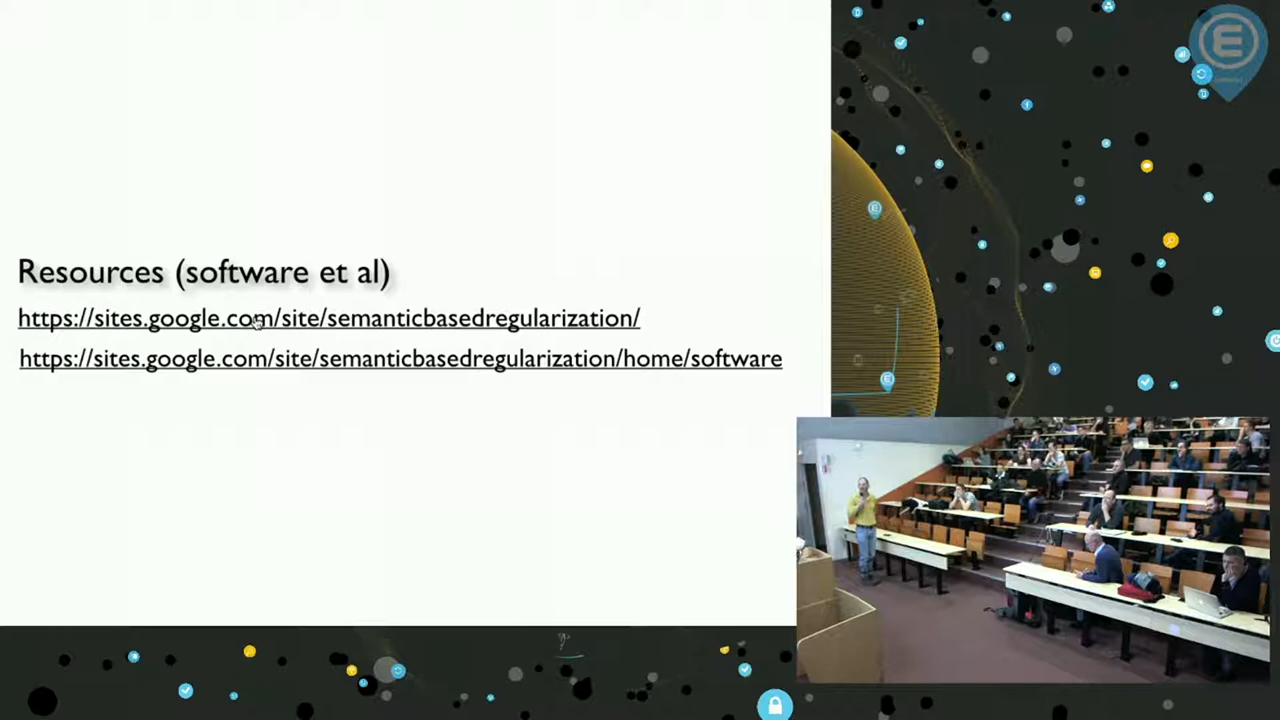 Resources (software et al)
https://sites.google.com/site/semanticbasedregularization/
https://sites.google.com/site/semanticbasedregularization/home/software